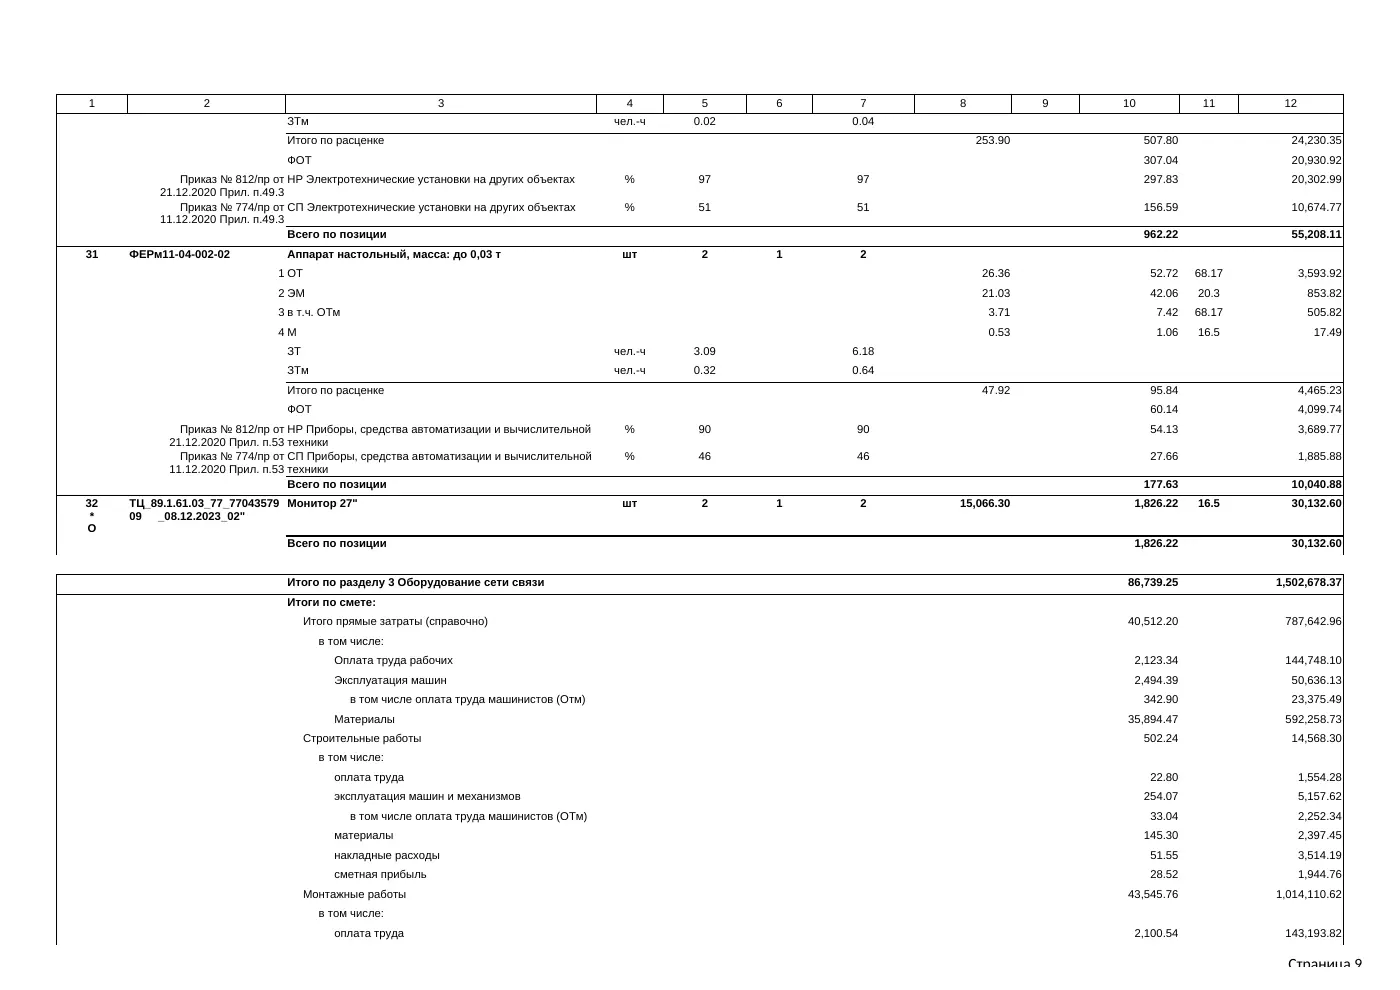 1 2 3 4 5 6 7 8 9 10 11 12
ЗТм чел.-ч 0.02 0.04
Итого по расценке 253.90 507.80 24,230.35
ФОТ 307.04 20,930.92
Приказ № 812/пр от НР Электротехнические установки на других объектах % 97 97 297.83 20,302.99
21.12.2020 Прил. п.49.3
Приказ № 774/пр от СП Электротехнические установки на других объектах % 51 51 156.59 10,674.77
11.12.2020 Прил. п.49.3
Всего по позиции 962.22 55,208.11
31 ФЕРм11-04-002-02 Аппарат настольный, масса: до 0,03 т шт 2 1 2
1 ОТ 26.36 52.72 68.17 3,593.92
2 ЭМ 21.03 42.06 20.3 853.82
3 в т.ч. ОТм 3.71 7.42 68.17 505.82
4 М 0.53 1.06 16.5 17.49
ЗТ чел.-ч 3.09 6.18
ЗТм чел.-ч 0.32 0.64
Итого по расценке 47.92 95.84 4,465.23
ФОТ 60.14 4,099.74
Приказ № 812/пр от НР Приборы, средства автоматизации и вычислительной % 90 90 54.13 3,689.77
21.12.2020 Прил. п.53 техники
Приказ № 774/пр от СП Приборы, средства автоматизации и вычислительной % 46 46 27.66 1,885.88
11.12.2020 Прил. п.53 техники
Всего по позиции 177.63 10,040.88
32 ТЦ_89.1.61.03_77_77043579 Монитор 27" шт 2 1 2 15,066.30 1,826.22 16.5 30,132.60
* 09 _08.12.2023_02"
О
Всего по позиции 1,826.22 30,132.60
Итого по разделу 3 Оборудование сети связи 86,739.25 1,502,678.37
Итоги по смете:
Итого прямые затраты (справочно) 40,512.20 787,642.96
в том числе:
Оплата труда рабочих 2,123.34 144,748.10
Эксплуатация машин 2,494.39 50,636.13
в том числе оплата труда машинистов (Отм) 342.90 23,375.49
Материалы 35,894.47 592,258.73
Строительные работы 502.24 14,568.30
в том числе:
оплата труда 22.80 1,554.28
эксплуатация машин и механизмов 254.07 5,157.62
в том числе оплата труда машинистов (ОТм) 33.04 2,252.34
материалы 145.30 2,397.45
накладные расходы 51.55 3,514.19
сметная прибыль 28.52 1,944.76
Монтажные работы 43,545.76 1,014,110.62
в том числе:
оплата труда 2,100.54 143,193.82
Страница 9